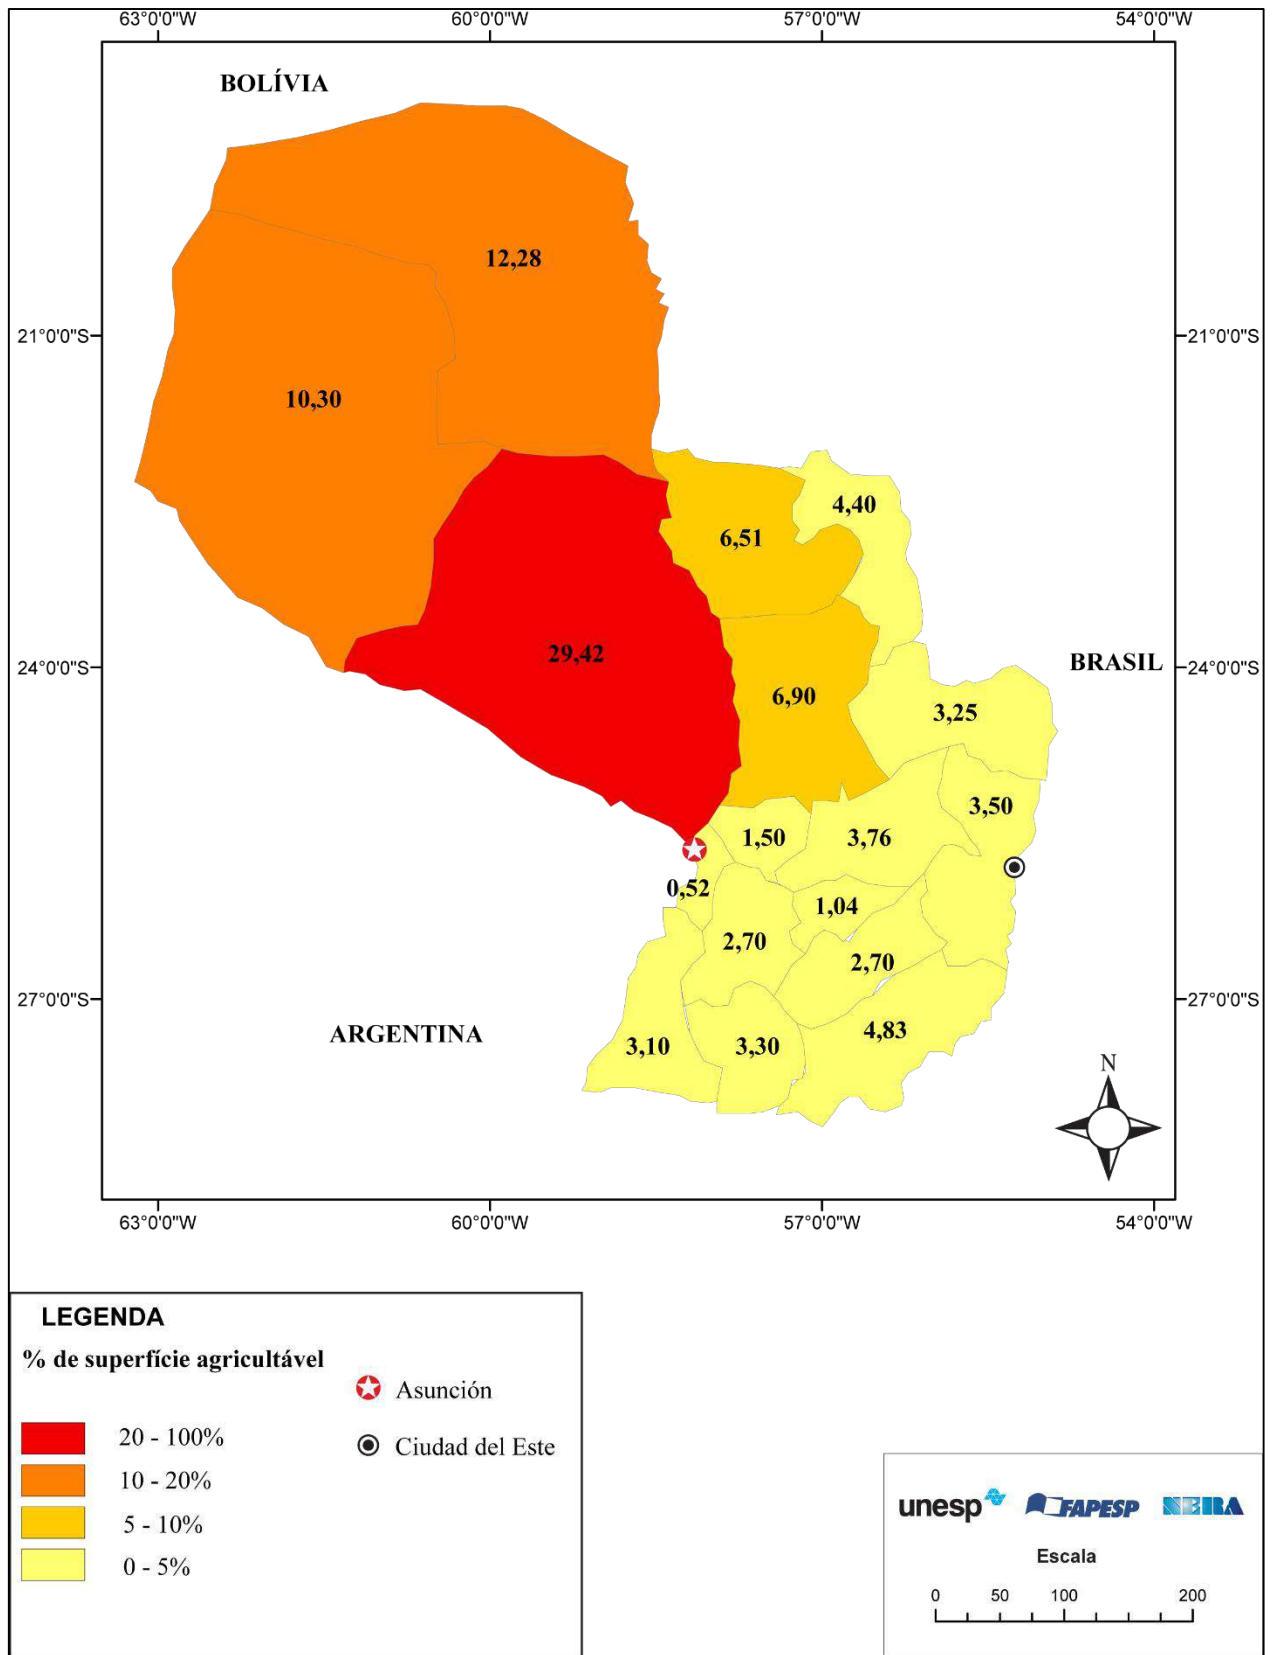 63°0'0"W 60°0'0"W 57°0'0"W 54°0'0"W
BOLÍVIA
12,28
21°0'0"S 21°0'0"S
10,30
4,40
6,51
29,42
24°0'0"S 24°0'0"S
BRASIL
6,90
3,25
3,50
1,50
3,76
0,52
1,04
2,70
2,70
27°0'0"S 27°0'0"S
4,83
ARGENTINA
3,10
3,30
N
63°0'0"W 60°0'0"W 57°0'0"W 54°0'0"W
LEGENDA
% de superfície agricultável
20 - 100%
10 - 20%
5 - 10%
0 - 5%
Asunción
Ciudad del Este
unesp FAPESP NERA
Escala
0 50 100 200